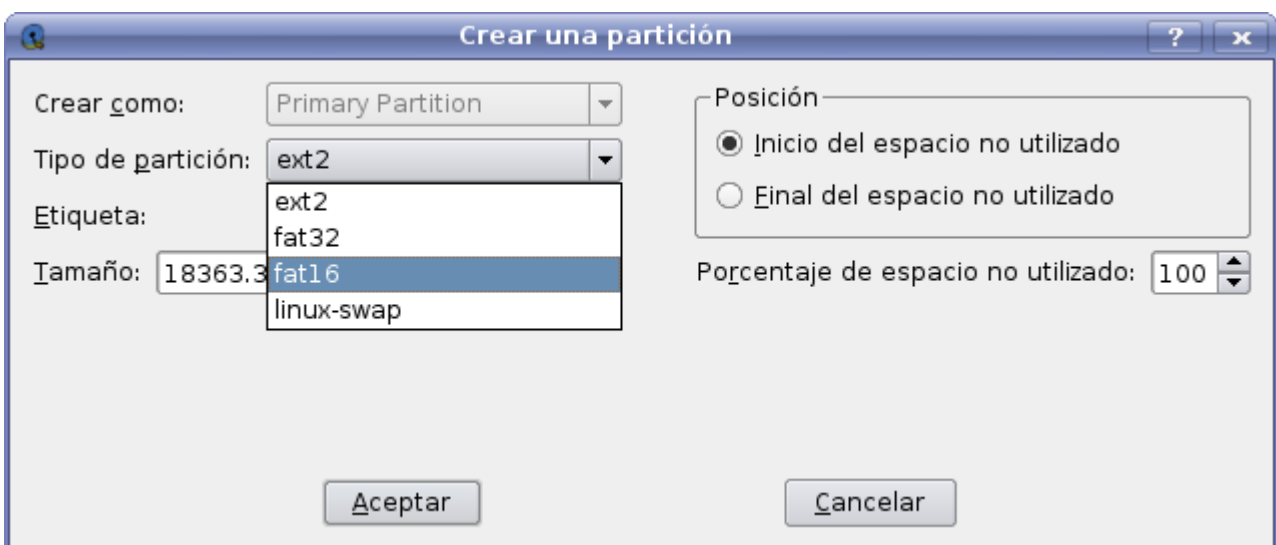 Crear una partición
Crear como: Primary Partition
Tipo de partición: ext2
ext2
fat32
fat16
linux-swap
Etiqueta:
Tamaño: 18363.3
Posición
Inicio del espacio no utilizado
Final del espacio no utilizado
Porcentaje de espacio no utilizado: 100
Aceptar
Cancelar